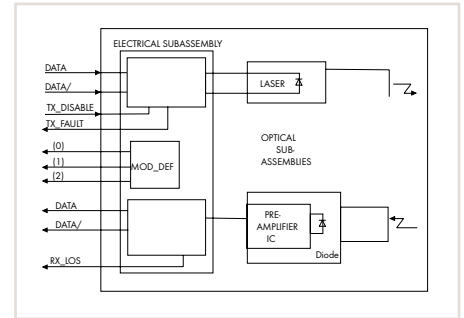 ELECTRICAL SUBASSEMBLY
DATA
DATA/
TX_DISABLE
TX_FAULT
LASER
OPTICAL
SUB-
ASSEMBLIES
(0)
(1)
(2)
MOD_DEF
DATA
DATA/
RX_LOS
PRE-
AMPLIFIER
IC
Diode